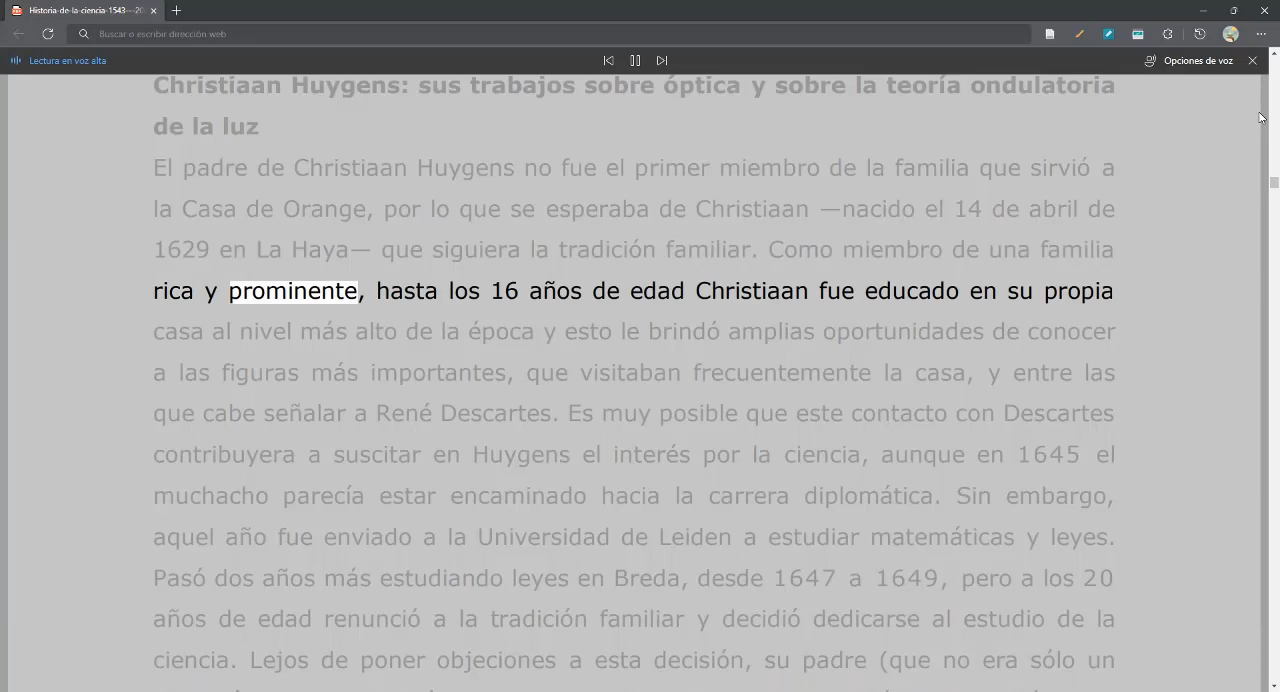 Historia-de-la-ciencia-1543---20
Buscar o escribir dirección web
Lectura en voz alta
Opciones de voz
Christiaan Huygens: sus trabajos sobre óptica y sobre la teoría ondulatoria
de la luz
El padre de Christiaan Huygens no fue el primer miembro de la familia que sirvió a
la Casa de Orange, por lo que se esperaba de Christiaan —nacido el 14 de abril de
1629 en La Haya— que siguiera la tradición familiar. Como miembro de una familia
rica y prominente, hasta los 16 años de edad Christiaan fue educado en su propia
casa al nivel más alto de la época y esto le brindó amplias oportunidades de conocer
a las figuras más importantes, que visitaban frecuentemente la casa, y entre las
que cabe señalar a René Descartes. Es muy posible que este contacto con Descartes
contribuyera a suscitar en Huygens el interés por la ciencia, aunque en 1645 el
muchacho parecía estar encaminado hacia la carrera diplomática. Sin embargo,
aquel año fue enviado a la Universidad de Leiden a estudiar matemáticas y leyes.
Pasó dos años más estudiando leyes en Breda, desde 1647 a 1649, pero a los 20
años de edad renunció a la tradición familiar y decidió dedicarse al estudio de la
ciencia. Lejos de poner objeciones a esta decisión, su padre (que no era sólo un